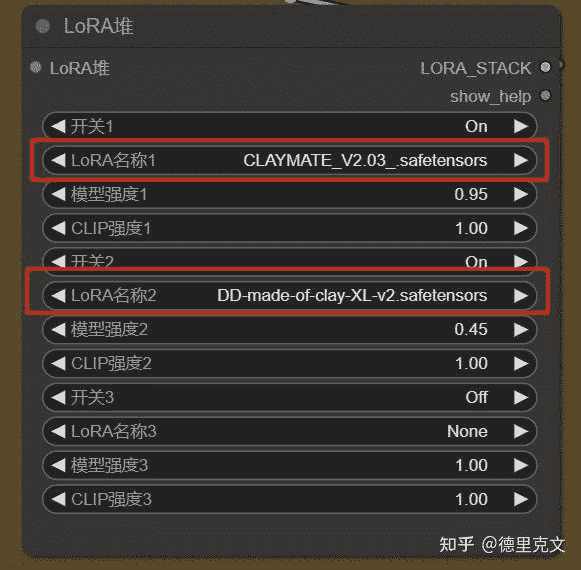 LoRA堆
LoRA堆 LORA_STACK
show_help
开关1 On
LoRA名称1 CLAYMATE_V2.03_.safetensors
模型强度1 0.95
CLIP强度1 1.00
开关2 On
LoRA名称2 DD-made-of-clay-XL-v2.safetensors
模型强度2 0.45
CLIP强度2 1.00
开关3 Off
LoRA名称3 None
模型强度3 1.00
CLIP强度3 1.00
知乎 @德里克文